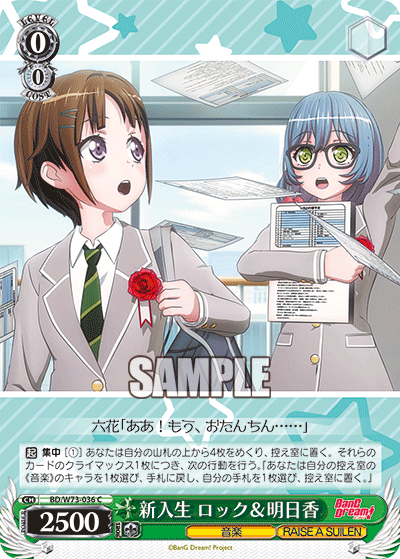 LEVEL
0
0
COST
SAMPLE
六花「ああ！もう、おたんちん……」
起 集中 [①] あなたは自分の山札の上から4枚をめくり、控え室に置く。それらの
カードのクライマックス1枚につき、次の行動を行う。『あなたは自分の控え室の
《音楽》のキャラを1枚選び、手札に戻し、自分の手札を1枚選び、控え室に置く。』
CH BD/W73-036 C
2500
新入生 ロック&明日香
BanG Dream!
音楽
RAISE A SUILEN
©BanG Dream! Project